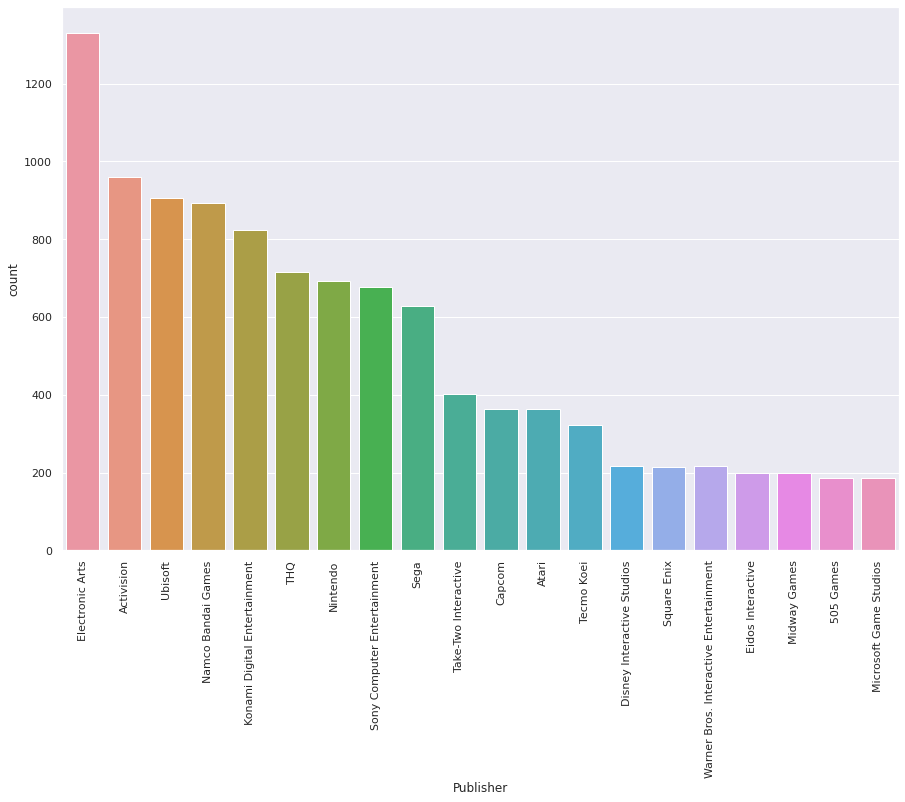 1200
1000
800
600
400
200
0
count
Electronic Arts
Activision
Ubisoft
Namco Bandai Games
Konami Digital Entertainment
THQ
Nintendo
Sony Computer Entertainment
Sega
Take-Two Interactive
Capcom
Atari
Tecmo Koei
Disney Interactive Studios
Square Enix
Warner Bros. Interactive Entertainment
Eidos Interactive
Midway Games
505 Games
Microsoft Game Studios
Publisher